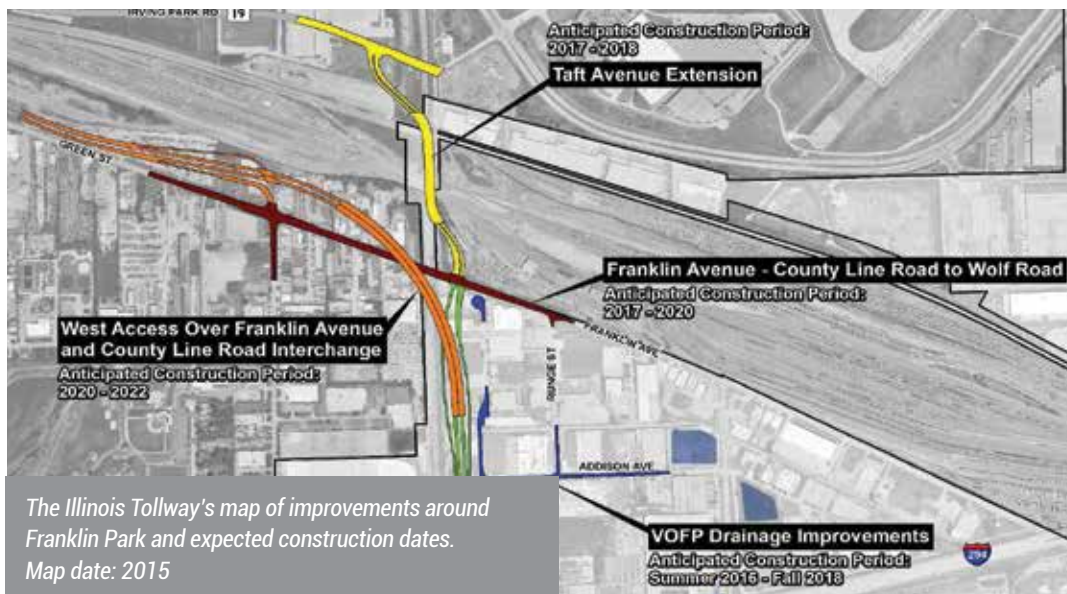 IRVING PARK RD 19
Anticipated Construction Period:
2017 - 2018
Taft Avenue Extension
GREEN ST
Franklin Avenue - County Line Road to Wolf Road
Anticipated Construction Period:
2017 - 2020
FRANKLIN AVE
West Access Over Franklin Avenue
and County Line Road Interchange
Anticipated Construction Period:
2020 - 2022
RUNGE ST
ADDISON AVE
The Illinois Tollway's map of improvements around
Franklin Park and expected construction dates.
Map date: 2015
VOFP Drainage Improvements
Anticipated Construction Period:
Summer 2016 - Fall 2018
294